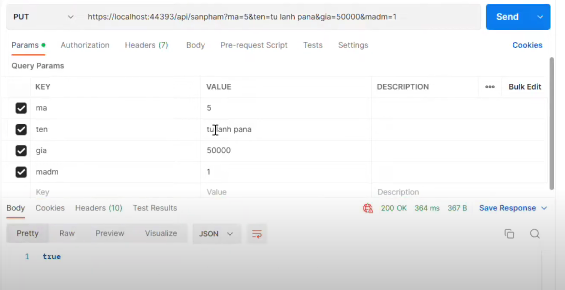 PUT https://localhost:44393/api/sanpham?ma=5&ten=tu lanh pana&gia=50000&madm=1 Send
Params Authorization Headers (7) Body Pre-request Script Tests Settings Cookies
Query Params
KEY VALUE DESCRIPTION Bulk Edit
ma 5
ten tu lanh pana
gia 50000
madm 1
Key Value Description
Body Cookies Headers (10) Test Results 200 OK 364 ms 367 B Save Response
Pretty Raw Preview Visualize JSON
1 true